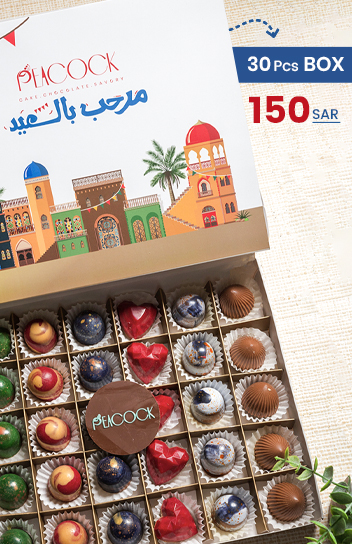 30 Pcs BOX
150 SAR
PEACOCK
CAKE CHOCOLATE SAVORY
مرحب بالعيد
PEACOCK